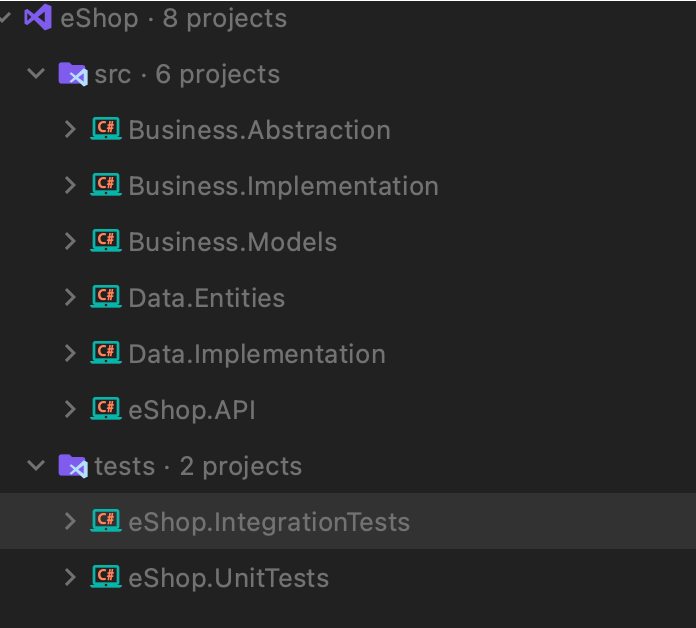 eShop · 8 projects
src · 6 projects
C# Business.Abstraction
C# Business.Implementation
C# Business.Models
C# Data.Entities
C# Data.Implementation
C# eShop.API
tests · 2 projects
C# eShop.IntegrationTests
C# eShop.UnitTests